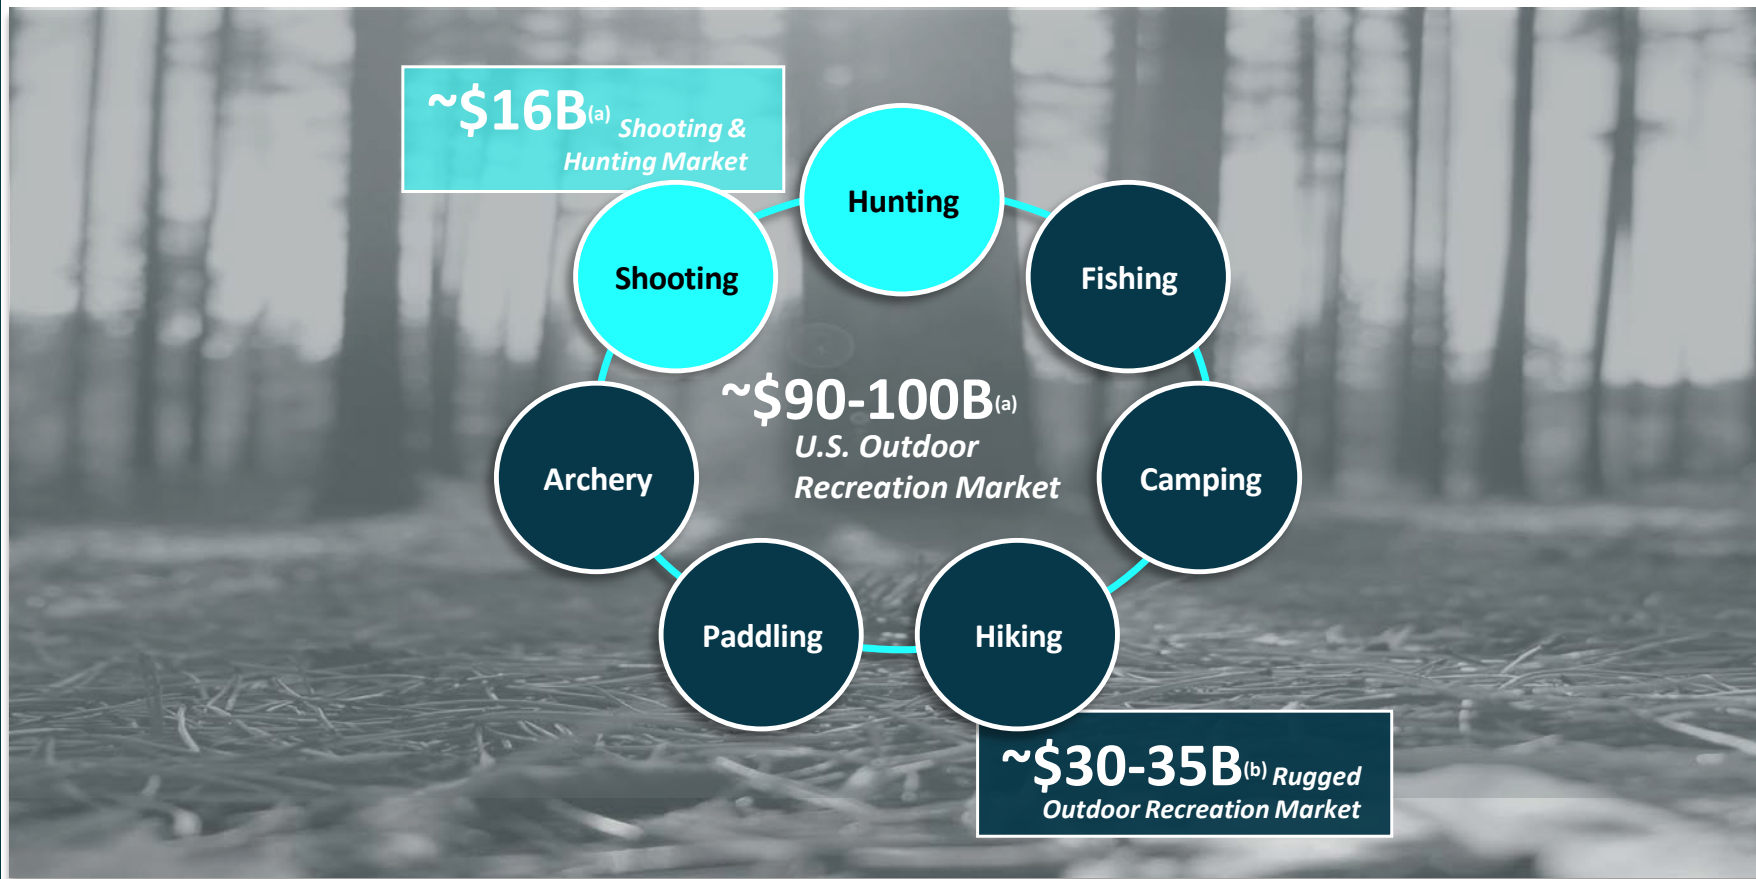 ~$16B(a) Shooting &
Hunting Market
Hunting
Shooting
Fishing
~$90-100B(a)
U.S. Outdoor
Recreation Market
Archery
Camping
Paddling
Hiking
~$30-35B(b) Rugged
Outdoor Recreation Market